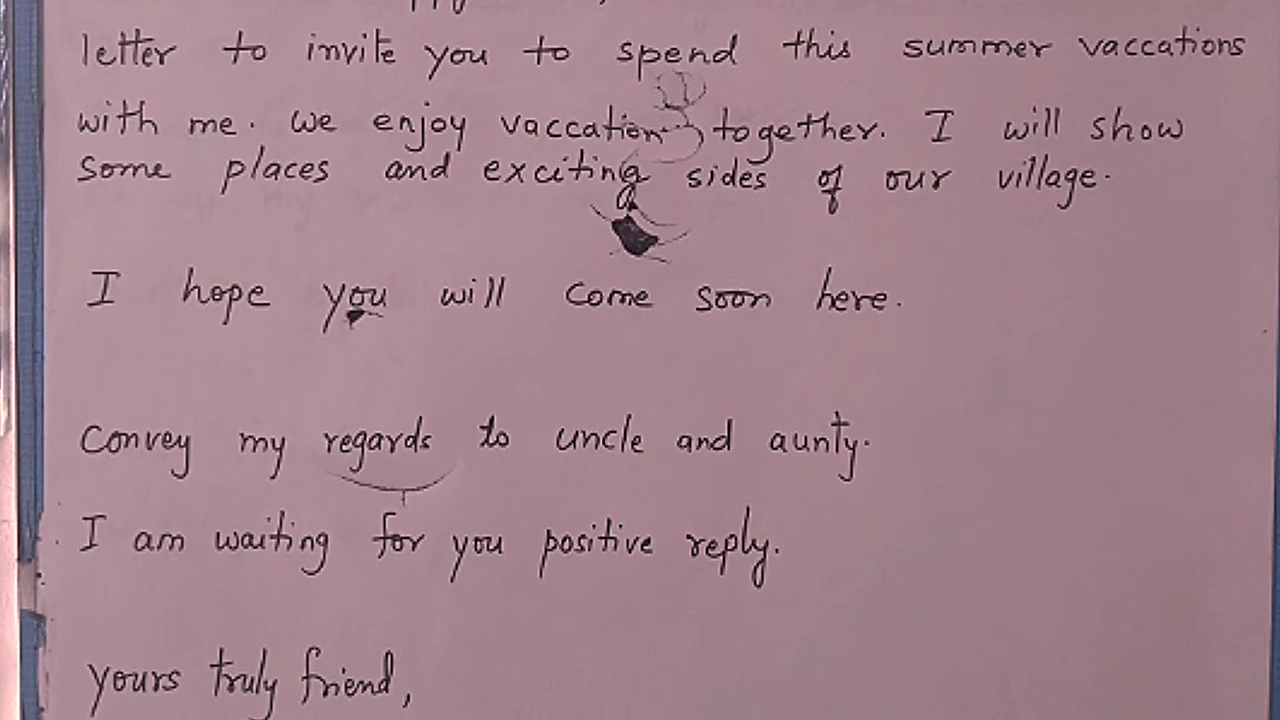 letter to invite you to spend this summer vaccations
with me. we enjoy vaccation together. I will show
some places and exciting sides of our village.
I hope you will come soon here.
Convey my regards to uncle and aunty.
I am waiting for you positive reply.
yours truly friend,